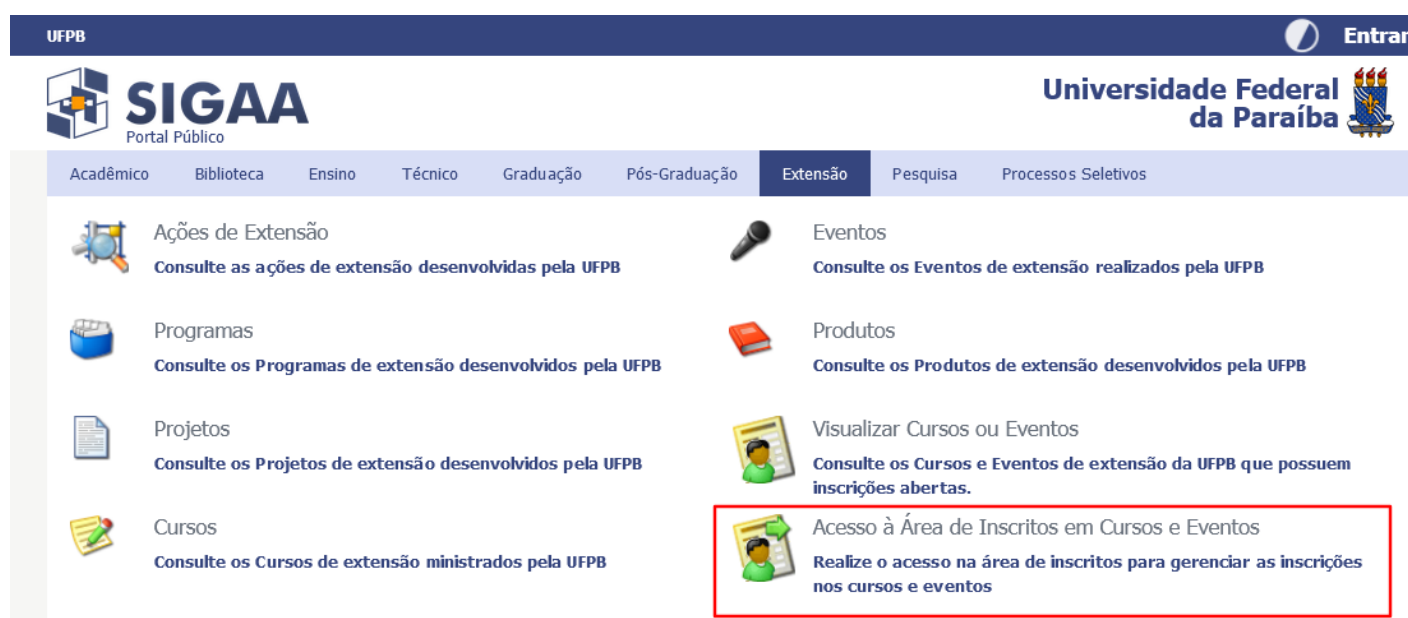 UFPB
Entrar
SIGAA
Portal Público
Universidade Federal
da Paraíba
Acadêmico Biblioteca Ensino Técnico Graduação Pós-Graduação Extensão Pesquisa Processos Seletivos
Ações de Extensão
Consulte as ações de extensão desenvolvidas pela UFPB
Eventos
Consulte os Eventos de extensão realizados pela UFPB
Programas
Consulte os Programas de extensão desenvolvidos pela UFPB
Produtos
Consulte os Produtos de extensão desenvolvidos pela UFPB
Projetos
Consulte os Projetos de extensão desenvolvidos pela UFPB
Visualizar Cursos ou Eventos
Consulte os Cursos e Eventos de extensão da UFPB que possuem
inscrições abertas.
Cursos
Consulte os Cursos de extensão ministrados pela UFPB
Acesso à Área de Inscritos em Cursos e Eventos
Realize o acesso na área de inscritos para gerenciar as inscrições
nos cursos e eventos